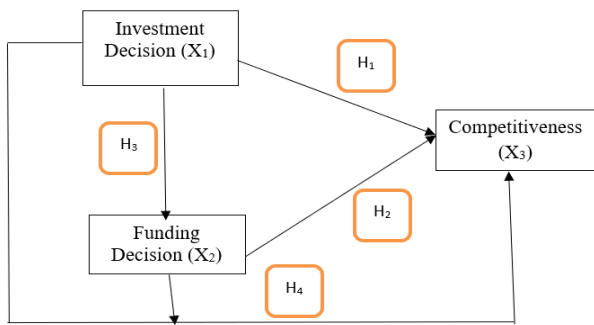 Investment
Decision (X₁)
H₁
Competitiveness
(X₃)
H₃
H₂
Funding
Decision (X₂)
H₄